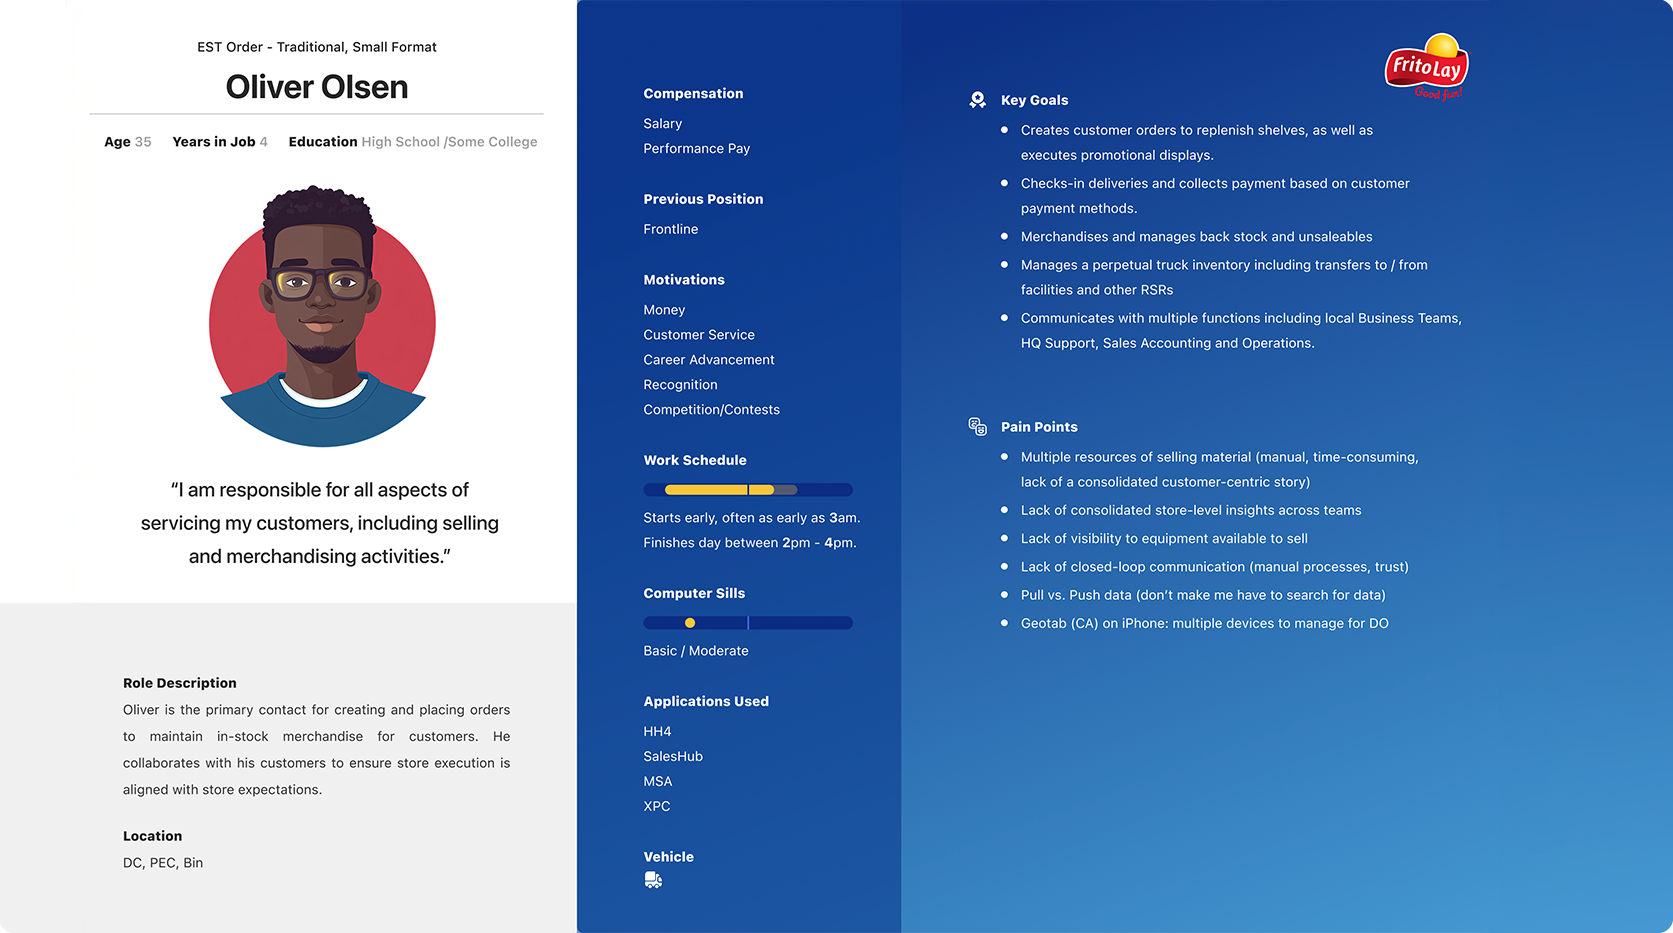 EST Order - Traditional, Small Format
Oliver Olsen
Age 35 Years in Job 4 Education High School /Some College
“I am responsible for all aspects of
servicing my customers, including selling
and merchandising activities.”
Role Description
Oliver is the primary contact for creating and placing orders
to maintain in-stock merchandise for customers. He
collaborates with his customers to ensure store execution is
aligned with store expectations.
Location
DC, PEC, Bin
Compensation
Salary
Performance Pay
Previous Position
Frontline
Motivations
Money
Customer Service
Career Advancement
Recognition
Competition/Contests
Work Schedule
Starts early, often as early as 3am.
Finishes day between 2pm - 4pm.
Computer Sills
Basic / Moderate
Applications Used
HH4
SalesHub
MSA
XPC
Vehicle
Frito Lay
Good fun!
Key Goals
Creates customer orders to replenish shelves, as well as
executes promotional displays.
Checks-in deliveries and collects payment based on customer
payment methods.
Merchandises and manages back stock and unsaleables
Manages a perpetual truck inventory including transfers to / from
facilities and other RSRs
Communicates with multiple functions including local Business Teams,
HQ Support, Sales Accounting and Operations.
Pain Points
Multiple resources of selling material (manual, time-consuming,
lack of a consolidated customer-centric story)
Lack of consolidated store-level insights across teams
Lack of visibility to equipment available to sell
Lack of closed-loop communication (manual processes, trust)
Pull vs. Push data (don’t make me have to search for data)
Geotab (CA) on iPhone: multiple devices to manage for DO